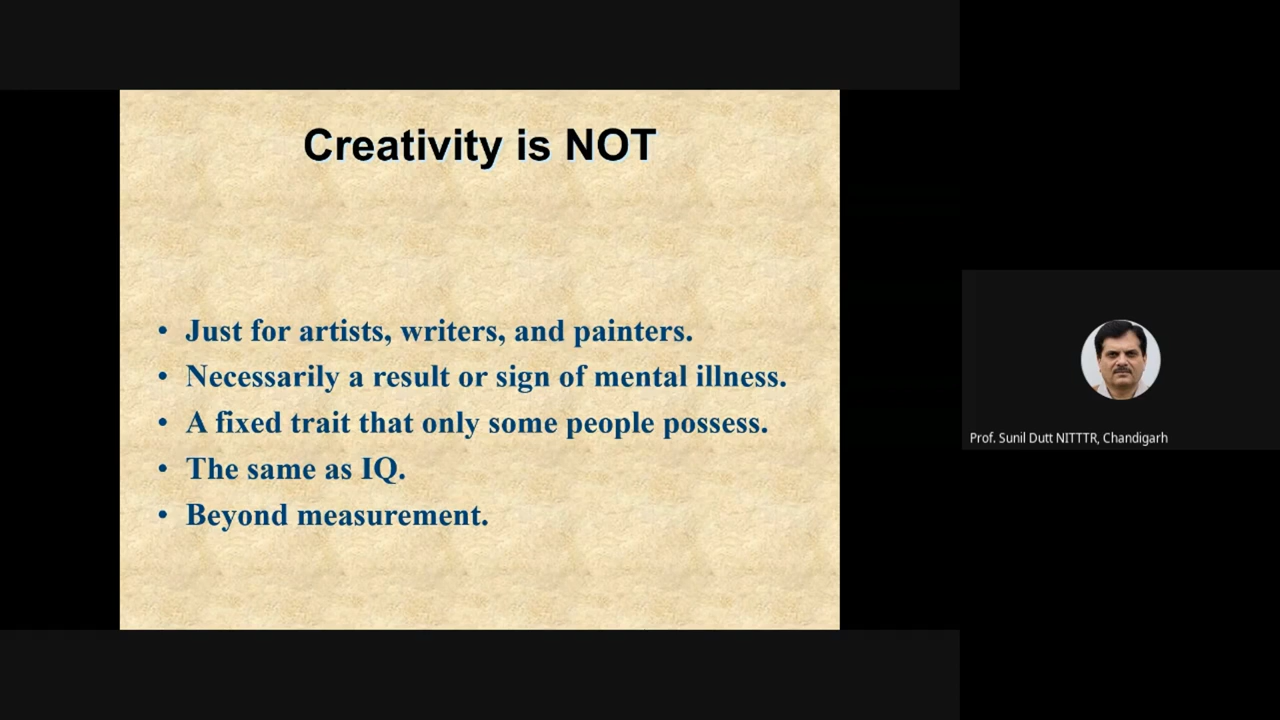 Creativity is NOT
• Just for artists, writers, and painters.
• Necessarily a result or sign of mental illness.
• A fixed trait that only some people possess.
• The same as IQ.
• Beyond measurement.
Prof. Sunil Dutt NITTTR, Chandigarh